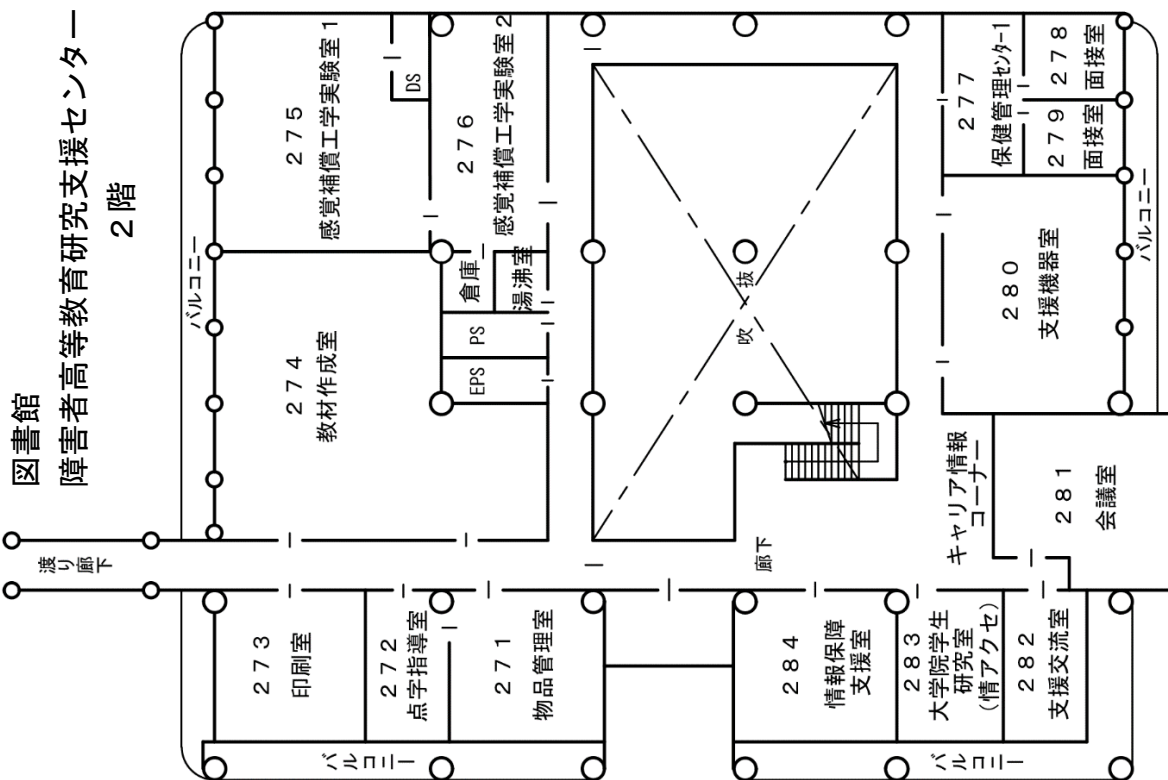 図書館
障害者高等教育研究支援センター
2階
渡り廊下
バルコニー
273
印刷室
272
点字指導室
271
物品管理室
バルコニー
274
教材作成室
275
感覚補償工学実験室1
DS
276
感覚補償工学実験室2
倉庫
湯沸室
PS
EPS
吹抜
廊下
284
情報保障
支援室
283
大学院学生
研究室
(情アクセ)
282
支援交流室
バルコニー
キャリア情報
コーナー
281
会議室
280
支援機器室
277
保健管理センター1
278
面接室
279
面接室
バルコニー